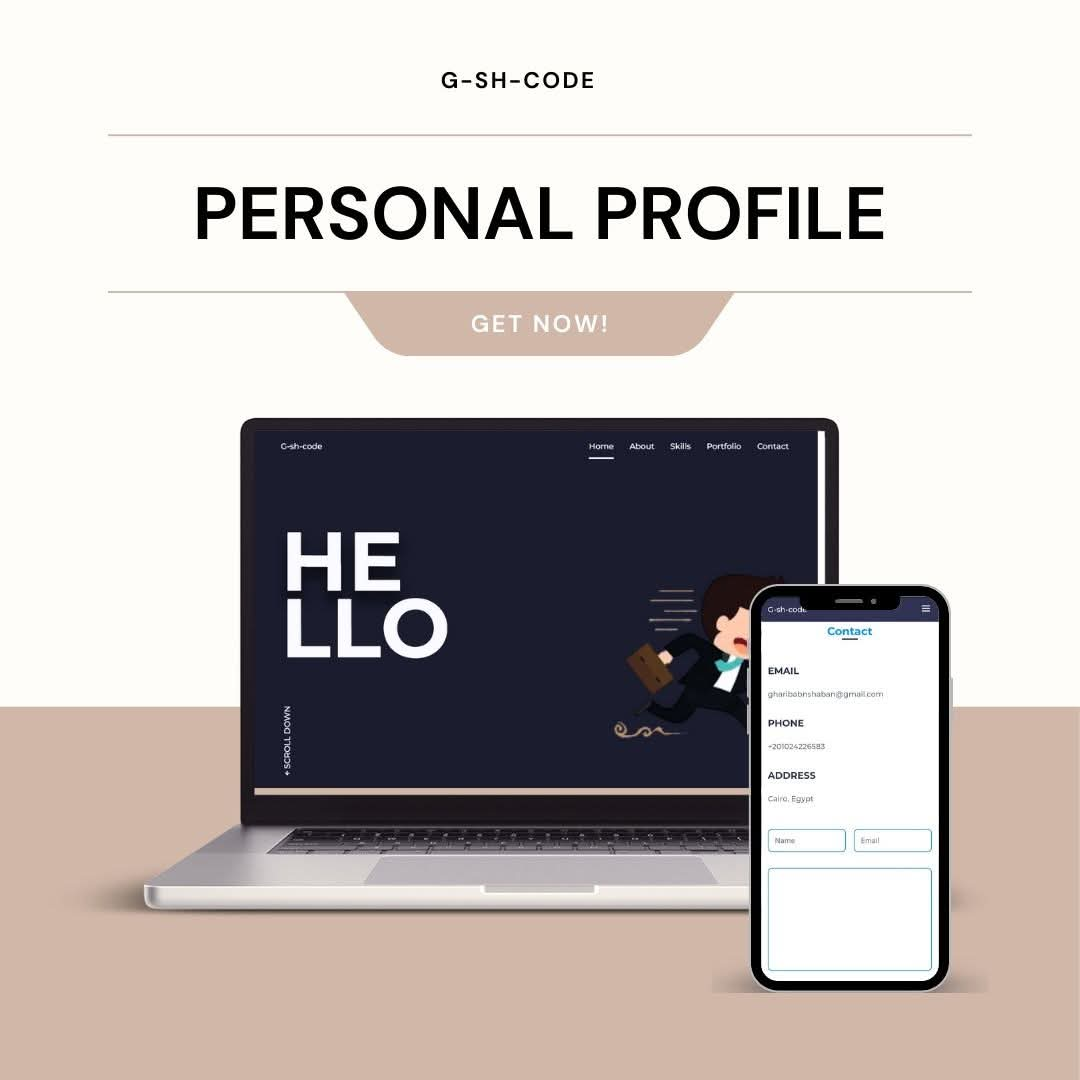 G-SH-CODE
PERSONAL PROFILE
GET NOW!
G-sh-code
Home About Skills Portfolio Contact
HE
LLO
SCROLL DOWN
G-sh-code
Contact
EMAIL
gharibabnshaban@gmail.com
PHONE
+201024226583
ADDRESS
Cairo, Egypt
Name Email